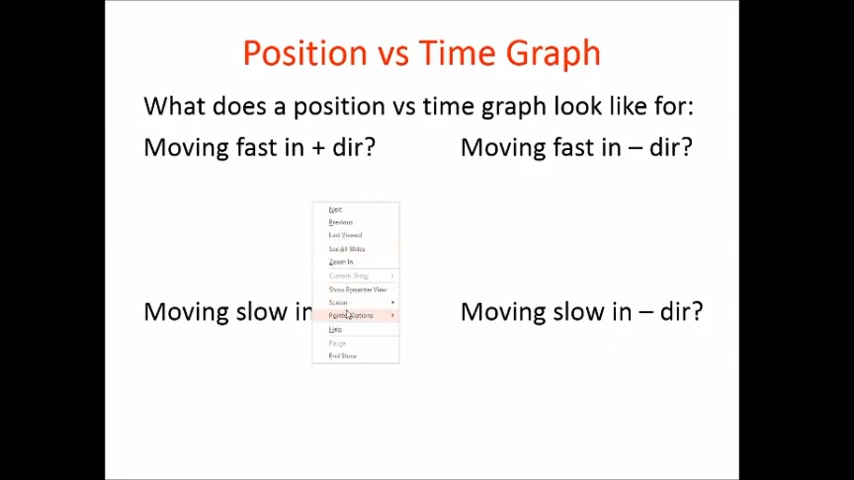 Position vs Time Graph
What does a position vs time graph look like for:
Moving fast in + dir?
Moving fast in – dir?
Next
Previous
Last Viewed
See All Slides
Zoom In
Custom Show
Show Presenter View
Screen
Pointer Options
Help
Pause
End Show
Moving slow in
Moving slow in – dir?